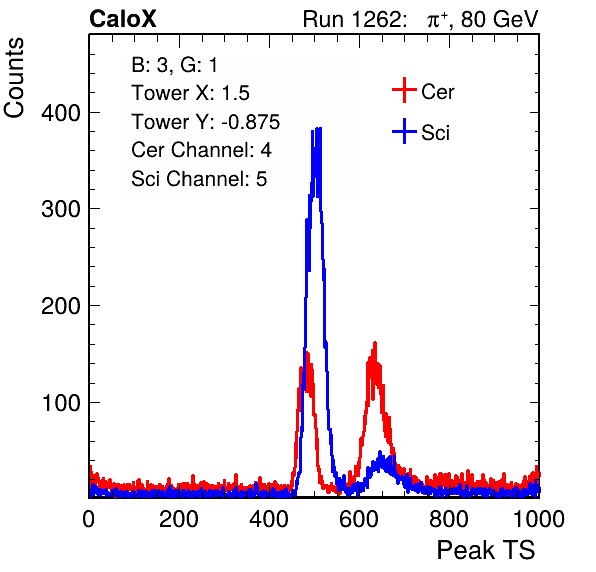 CaloX Run 1262: π⁺, 80 GeV
Counts
B: 3, G: 1
Tower X: 1.5
Tower Y: -0.875
Cer Channel: 4
Sci Channel: 5
Cer
Sci
400
300
200
100
0 200 400 600 800 1000
Peak TS